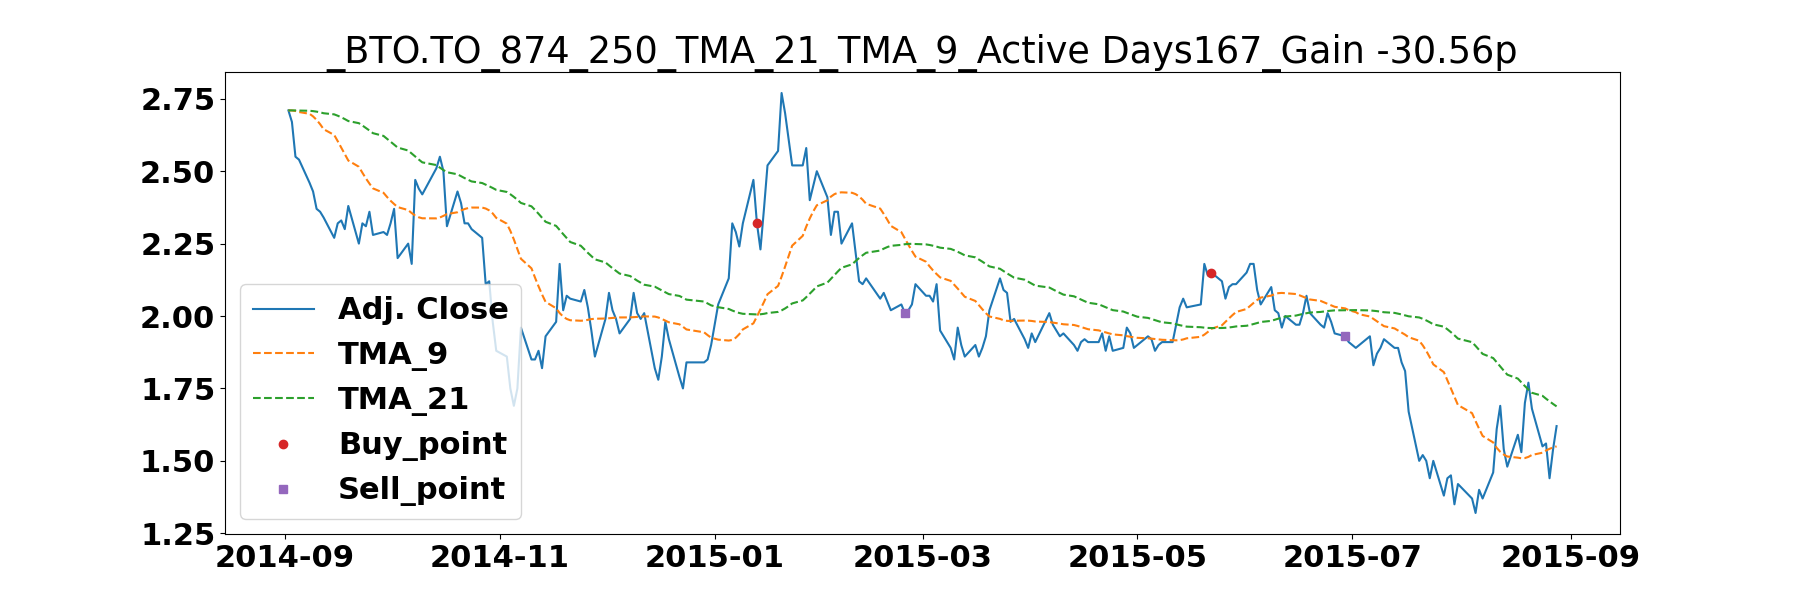 _BTO.TO_874_250_TMA_21_TMA_9_Active Days167_Gain -30.56p
2.75
2.50
2.25
2.00
1.75
1.50
1.25
Adj. Close
TMA_9
TMA_21
Buy_point
Sell_point
2014-09 2014-11 2015-01 2015-03 2015-05 2015-07 2015-09